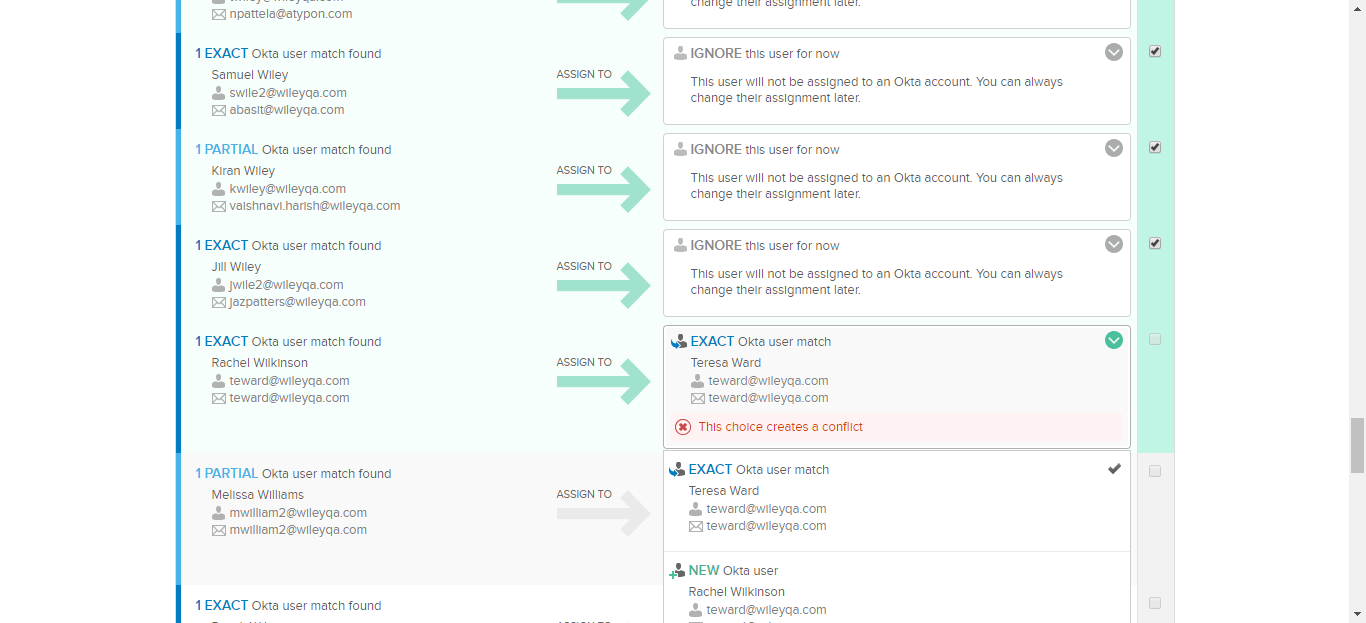 npattela@atypon.com
change their assignment later.
1 EXACT Okta user match found
Samuel Wiley
swile2@wileyqa.com
abasit@wileyqa.com
ASSIGN TO
IGNORE this user for now
This user will not be assigned to an Okta account. You can always
change their assignment later.
1 PARTIAL Okta user match found
Kiran Wiley
kwiley@wileyqa.com
vaishnavi.harish@wileyqa.com
ASSIGN TO
IGNORE this user for now
This user will not be assigned to an Okta account. You can always
change their assignment later.
1 EXACT Okta user match found
Jill Wiley
jwile2@wileyqa.com
jazpatters@wileyqa.com
ASSIGN TO
IGNORE this user for now
This user will not be assigned to an Okta account. You can always
change their assignment later.
1 EXACT Okta user match found
Rachel Wilkinson
teward@wileyqa.com
teward@wileyqa.com
ASSIGN TO
EXACT Okta user match
Teresa Ward
teward@wileyqa.com
teward@wileyqa.com
This choice creates a conflict
1 PARTIAL Okta user match found
Melissa Williams
mwilliam2@wileyqa.com
mwilliam2@wileyqa.com
ASSIGN TO
EXACT Okta user match
Teresa Ward
teward@wileyqa.com
teward@wileyqa.com
NEW Okta user
Rachel Wilkinson
teward@wileyqa.com
1 EXACT Okta user match found